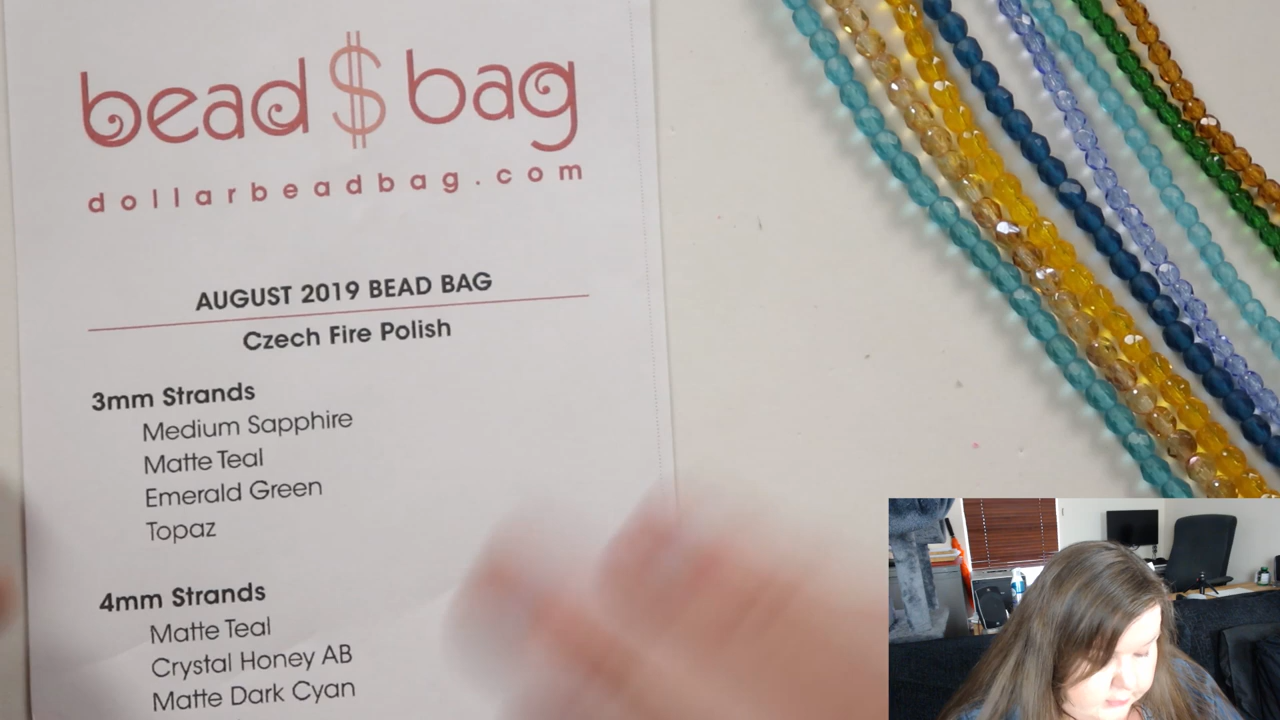 bead $ bag
dollarbeadbag.com
AUGUST 2019 BEAD BAG
Czech Fire Polish
3mm Strands
Medium Sapphire
Matte Teal
Emerald Green
Topaz
4mm Strands
Matte Teal
Crystal Honey AB
Matte Dark Cyan